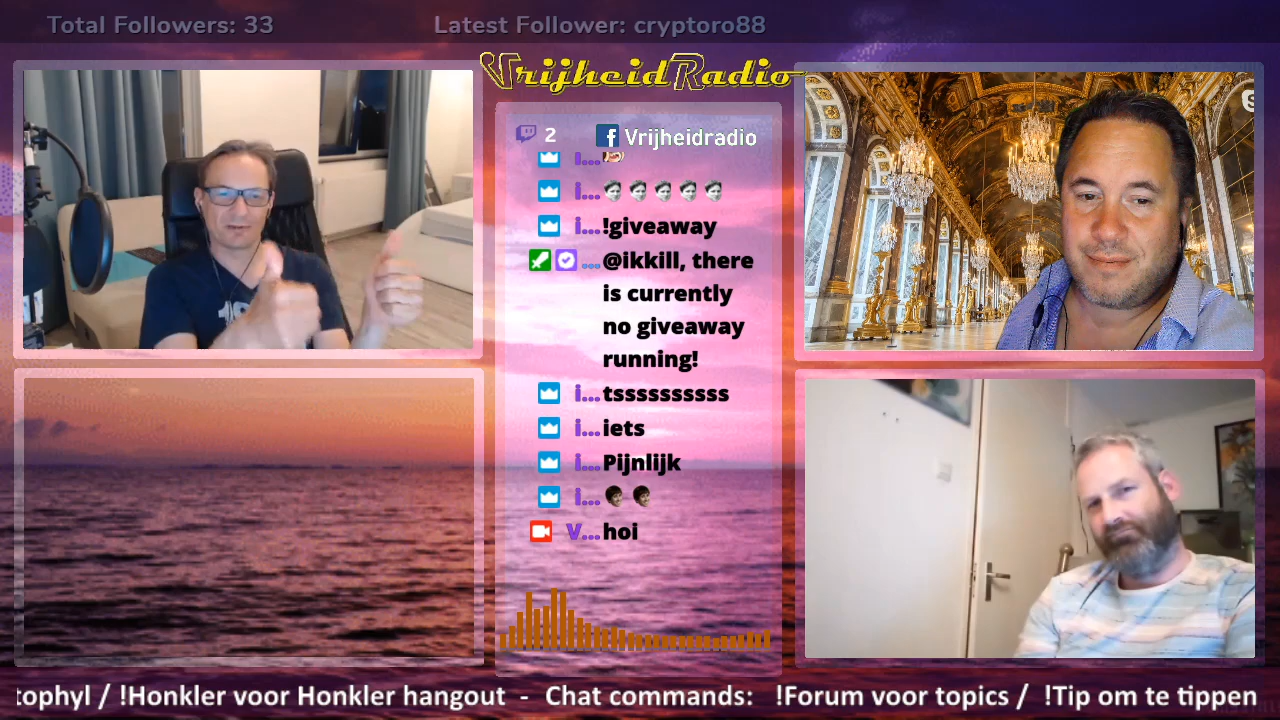 Total Followers: 33
Latest Follower: cryptoro88
VrijheidRadio
2
Vrijheidradio
i...
i...
i... !giveaway
... @ikkill, there
is currently
no giveaway
running!
i... tssssssssss
i... iets
i... Pijnlijk
i...
V... hoi
tophyl / !Honkler voor Honkler hangout - Chat commands: !Forum voor topics / !Tip om te tippen